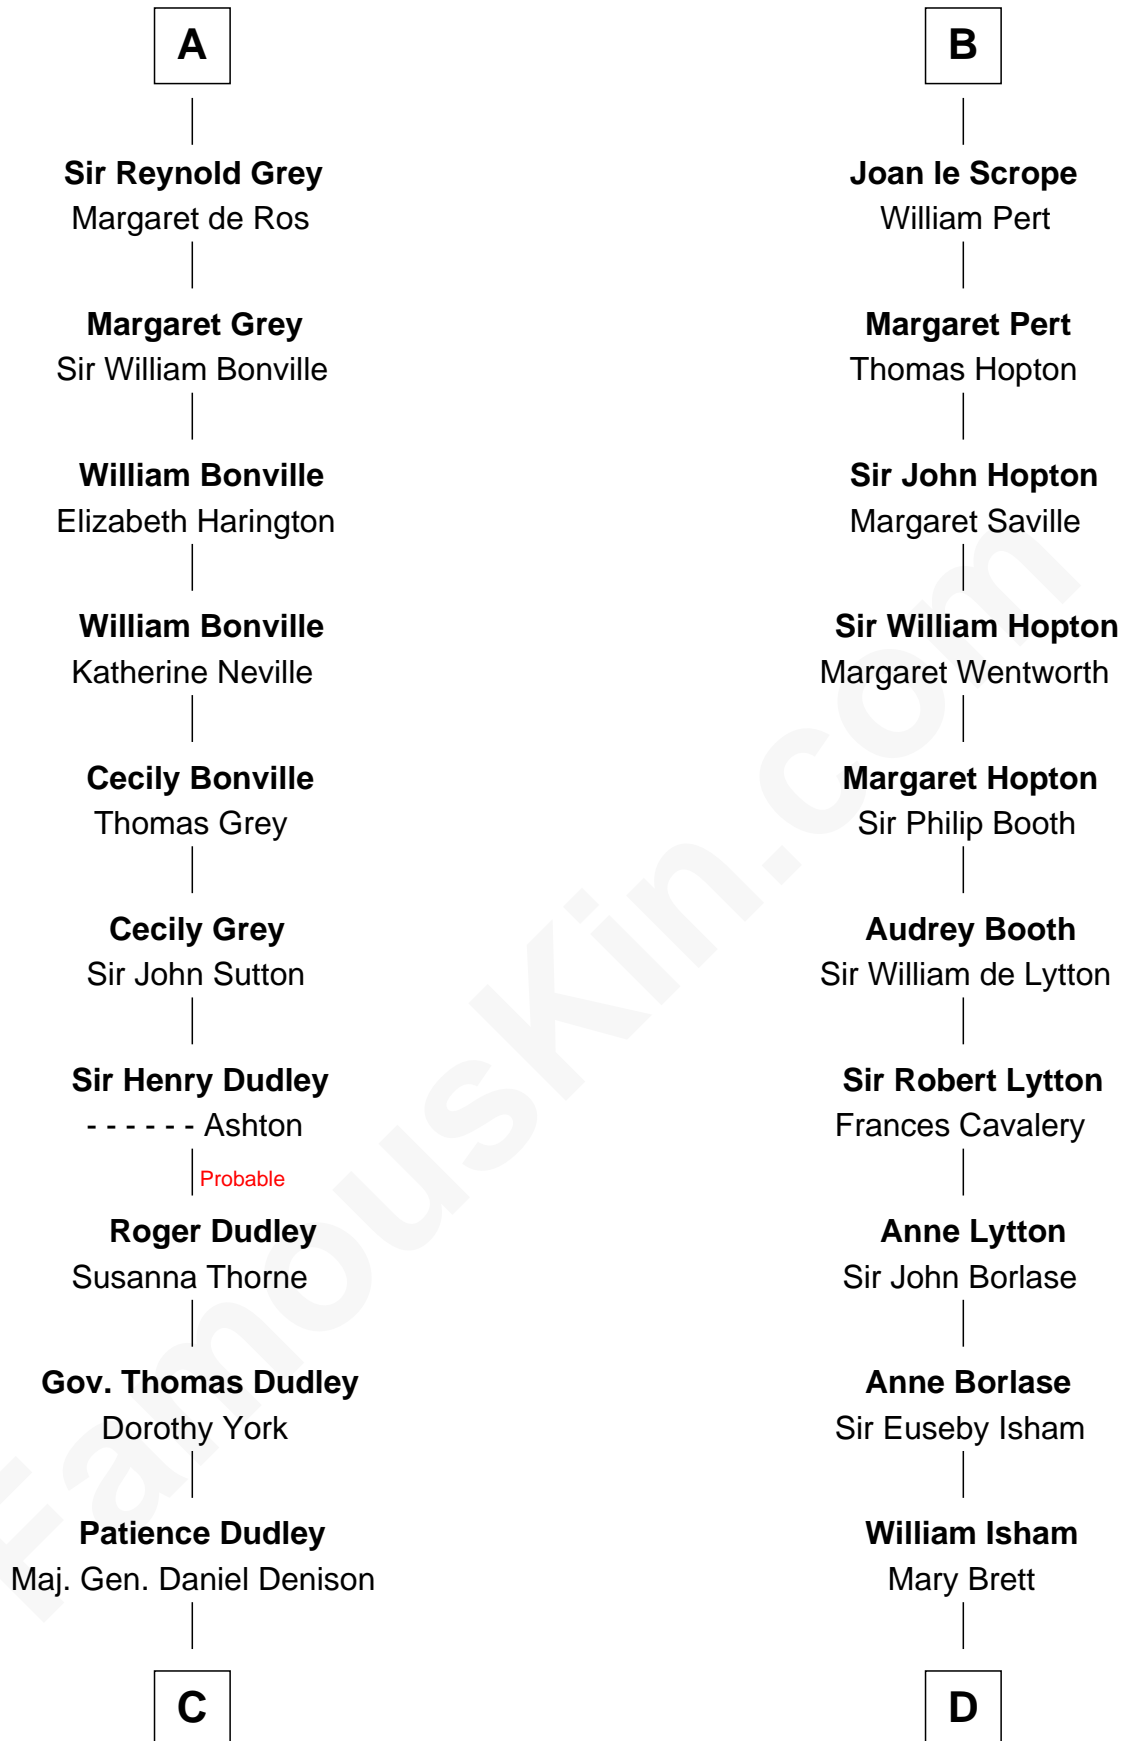 A
Sir Reynold Grey
Margaret de Ros
Margaret Grey
Sir William Bonville
William Bonville
Elizabeth Harington
William Bonville
Katherine Neville
Cecily Bonville
Thomas Grey
Cecily Grey
Sir John Sutton
Sir Henry Dudley
- - - - - - Ashton
Probable
Roger Dudley
Susanna Thorne
Gov. Thomas Dudley
Dorothy York
Patience Dudley
Maj. Gen. Daniel Denison
C
B
Joan le Scrope
William Pert
Margaret Pert
Thomas Hopton
Sir John Hopton
Margaret Saville
Sir William Hopton
Margaret Wentworth
Margaret Hopton
Sir Philip Booth
Audrey Booth
Sir William de Lytton
Sir Robert Lytton
Frances Cavalery
Anne Lytton
Sir John Borlase
Anne Borlase
Sir Euseby Isham
William Isham
Mary Brett
D
FamousKin.com